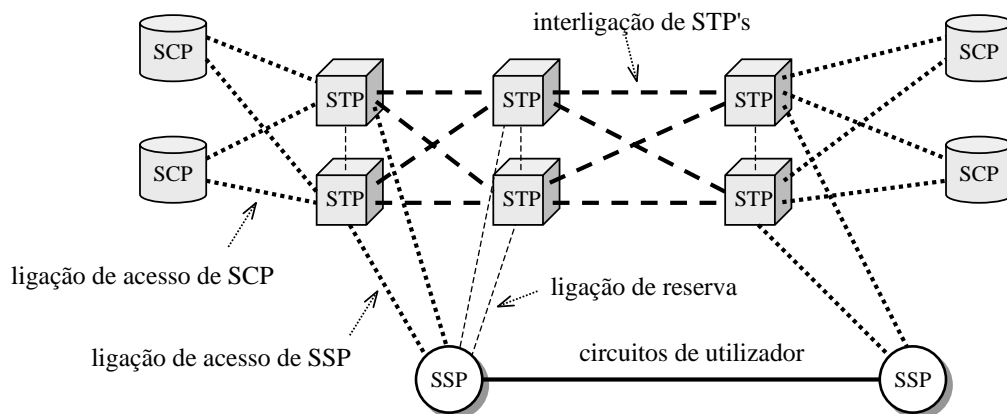 interligação de STP's
SCP
SCP
STP
STP
STP
SCP
SCP
STP
STP
STP
ligação de acesso de SCP
ligação de reserva
circuitos de utilizador
ligação de acesso de SSP
SSP
SSP